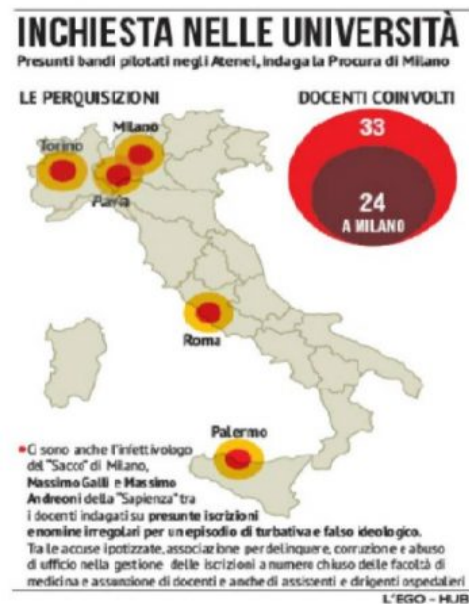 INCHIESTA NELLE UNIVERSITÀ
Presunti bandi pilotati negli Atenei, indaga la Procura di Milano
LE PERQUISIZIONI
DOCENTI COINVOLTI
33
24
A MILANO
Milano
Torino
Pavia
Roma
Palermo
Ci sono anche l'infettivologo
del "Sacco" di Milano,
Massimo Galli e Massimo
Andreoni della "Sapienza" tra
i docenti indagati su presunte iscrizioni
e nomine irregolari per un episodio di turbativa e falso ideologico.
Tra le accuse ipotizzate, associazione per delinquere, corruzione e abuso
di ufficio nella gestione delle iscrizioni a numero chiuso delle facoltà di
medicina e assunzione di docenti e anche di assistenti e dirigenti ospedalieri
L'EGO - HUB